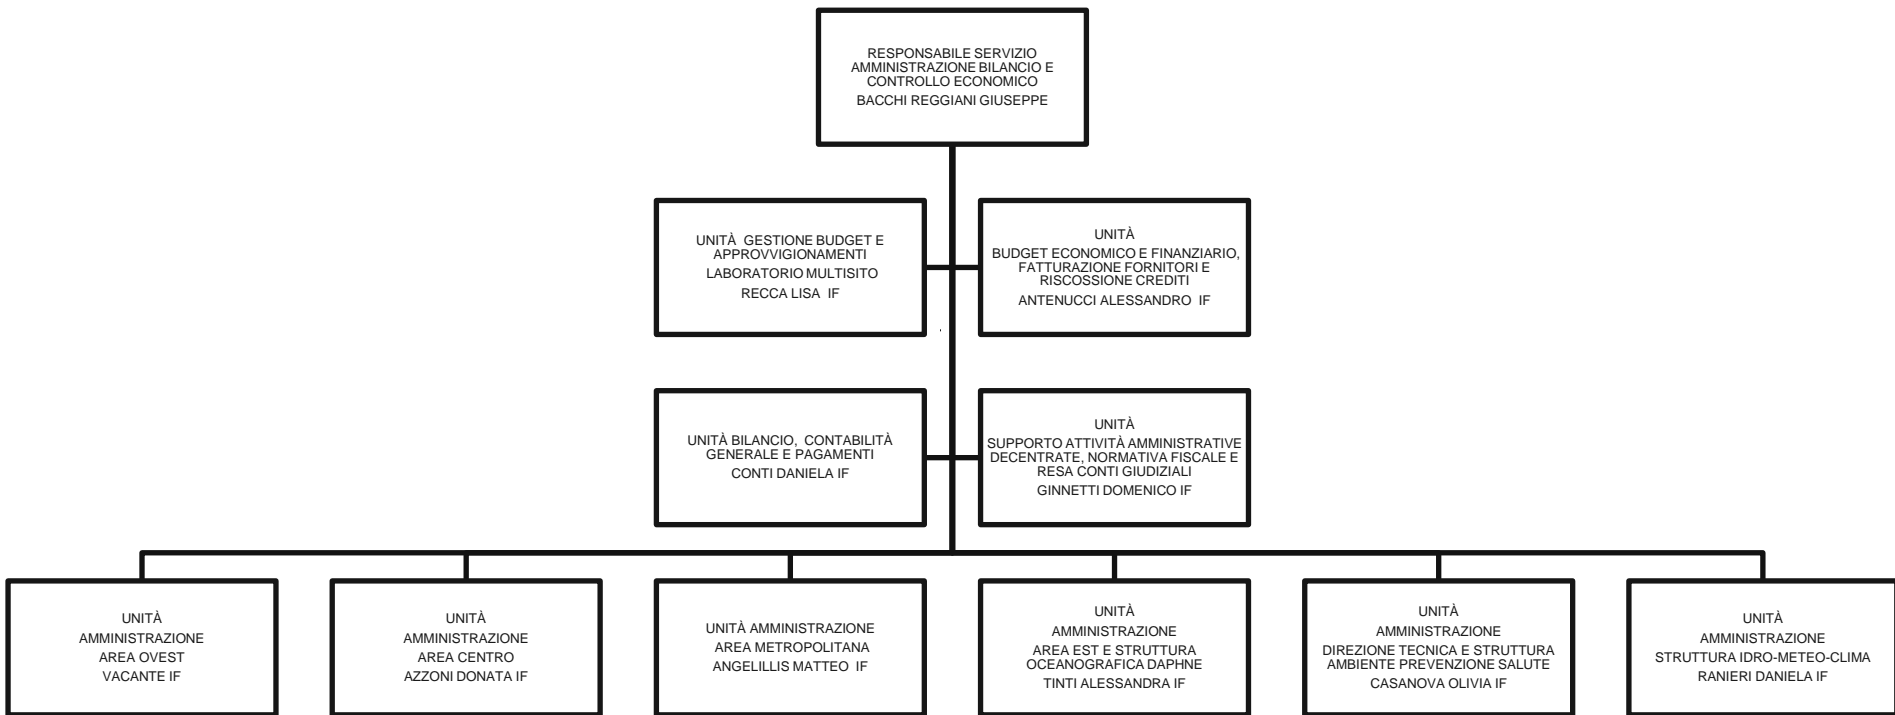 RESPONSABILE SERVIZIO
AMMINISTRAZIONE BILANCIO E
CONTROLLO ECONOMICO
BACCHI REGGIANI GIUSEPPE
UNITÀ GESTIONE BUDGET E
APPROVVIGIONAMENTI
LABORATORIO MULTISITO
RECCA LISA IF
UNITÀ
BUDGET ECONOMICO E FINANZIARIO,
FATTURAZIONE FORNITORI E
RISCOSSIONE CREDITI
ANTENUCCI ALESSANDRO IF
UNITÀ BILANCIO, CONTABILITÀ
GENERALE E PAGAMENTI
CONTI DANIELA IF
UNITÀ
SUPPORTO ATTIVITÀ AMMINISTRATIVE
DECENTRATE, NORMATIVA FISCALE E
RESA CONTI GIUDIZIALI
GINNETTI DOMENICO IF
UNITÀ
AMMINISTRAZIONE
AREA OVEST
VACANTE IF
UNITÀ
AMMINISTRAZIONE
AREA CENTRO
AZZONI DONATA IF
UNITÀ AMMINISTRAZIONE
AREA METROPOLITANA
ANGELILLIS MATTEO IF
UNITÀ
AMMINISTRAZIONE
AREA EST E STRUTTURA
OCEANOGRAFICA DAPHNE
TINTI ALESSANDRA IF
UNITÀ
AMMINISTRAZIONE
DIREZIONE TECNICA E STRUTTURA
AMBIENTE PREVENZIONE SALUTE
CASANOVA OLIVIA IF
UNITÀ
AMMINISTRAZIONE
STRUTTURA IDRO-METEO-CLIMA
RANIERI DANIELA IF